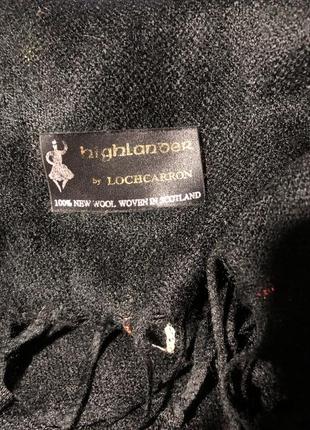 highlander
by LOCHCARRON
100% NEW WOOL WOVEN IN SCOTLAND